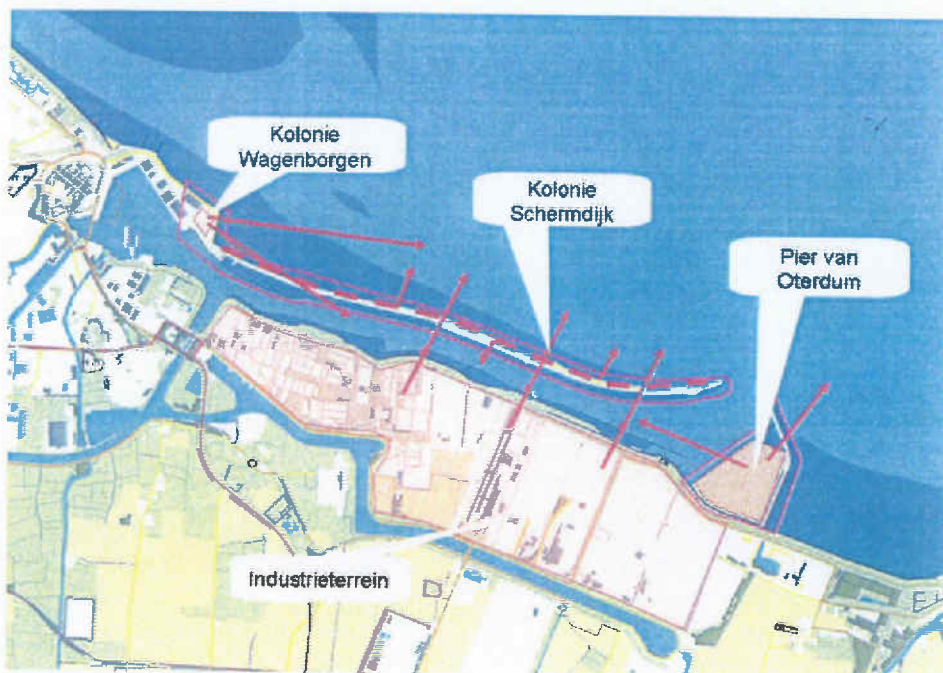 Kolonie
Wagenborgen
Kolonie
Schermdijk
Pier van
Oterdum
Industrieterrein